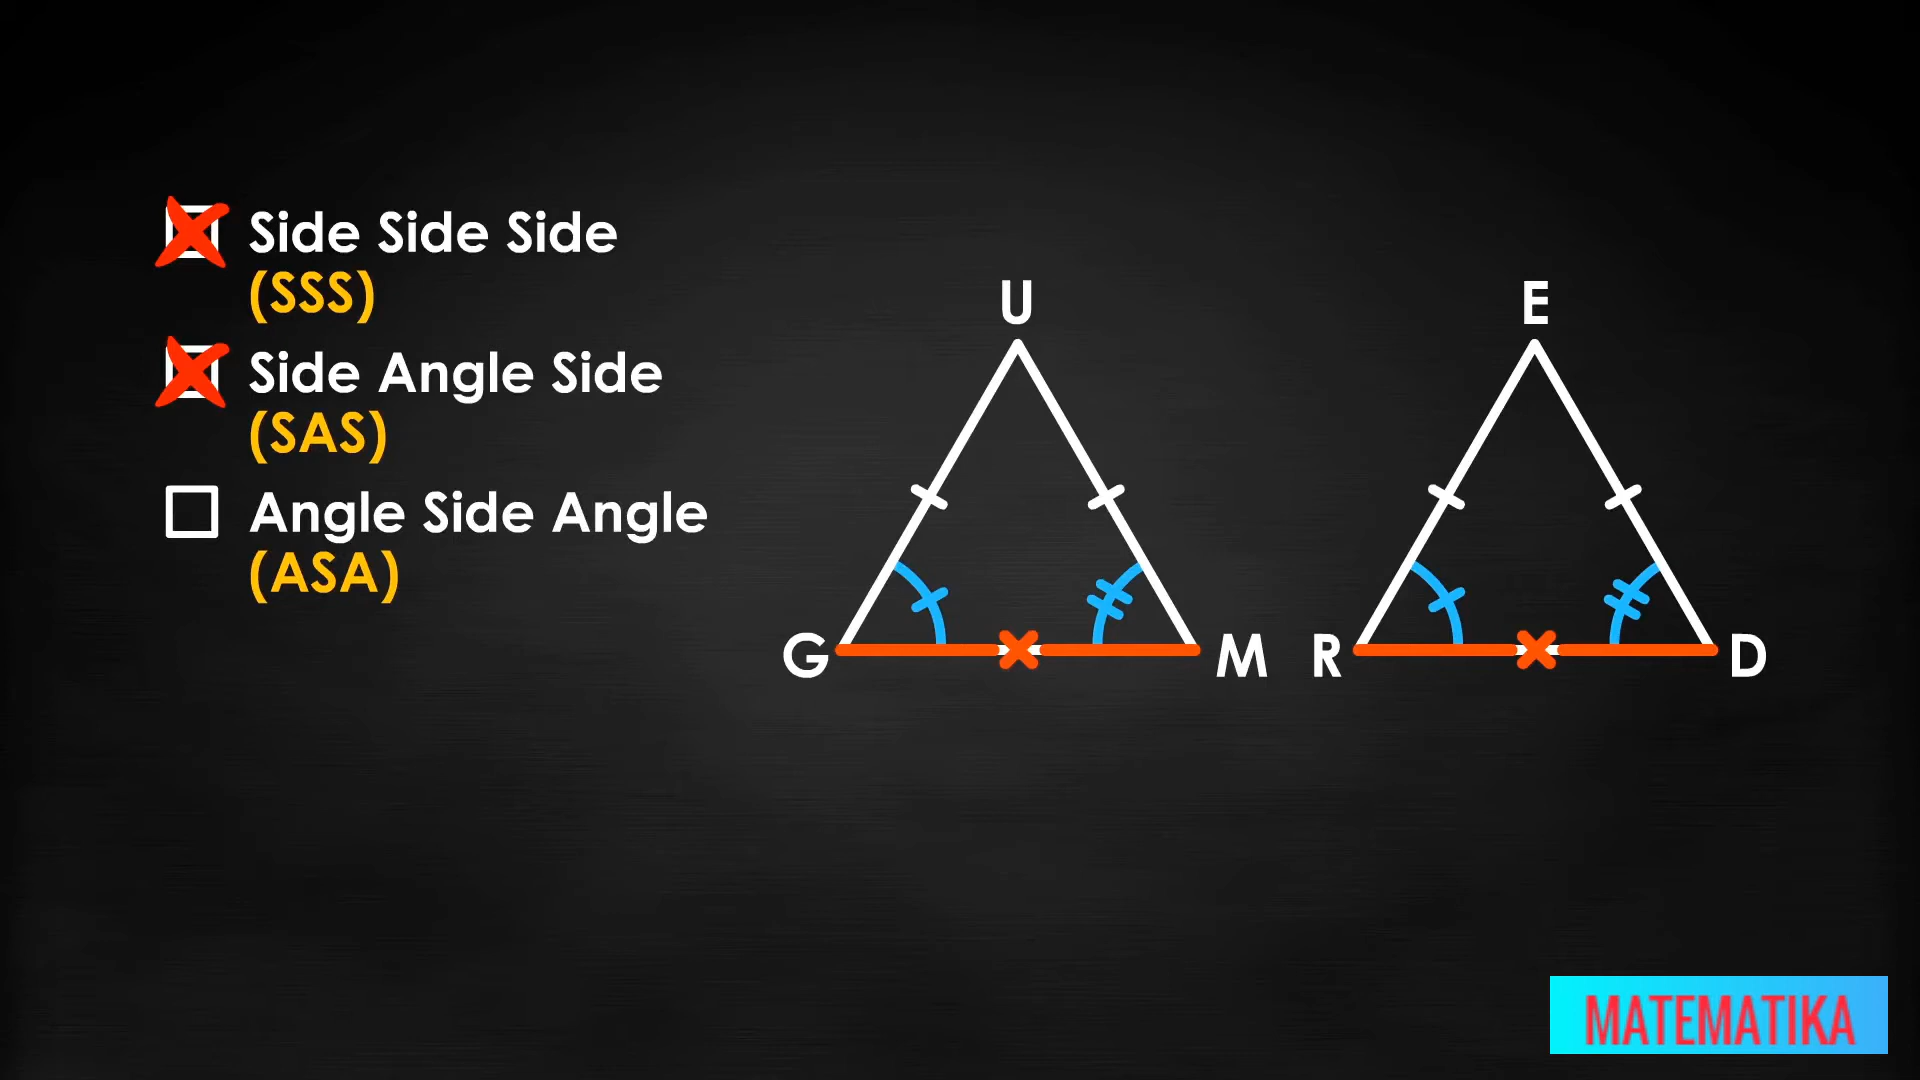 Side Side Side
(SSS)
Side Angle Side
(SAS)
Angle Side Angle
(ASA)
U
E
G
M
R
D
MATEMATIKA